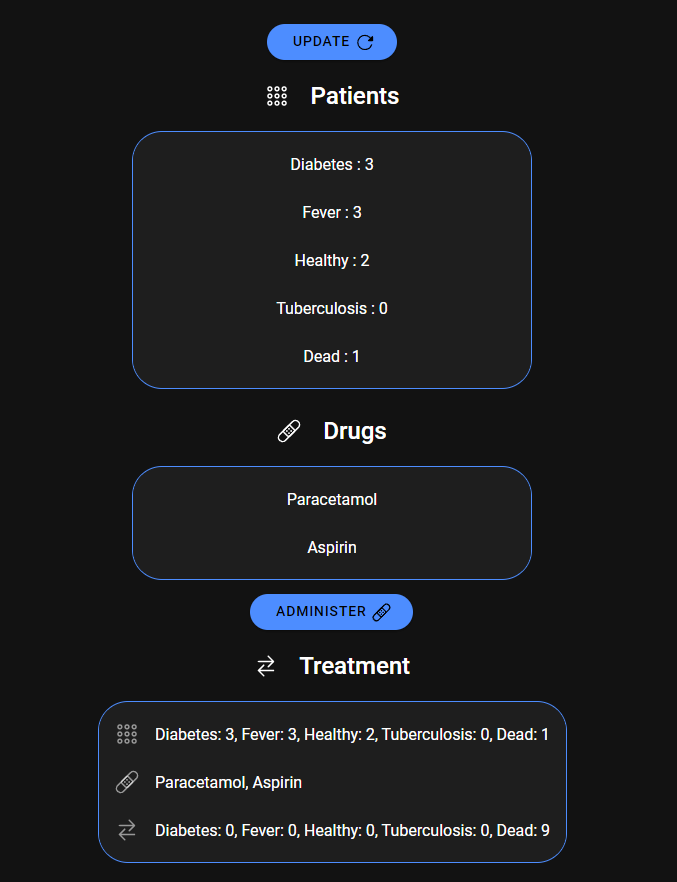 UPDATE
Patients
Diabetes : 3
Fever : 3
Healthy : 2
Tuberculosis : 0
Dead : 1
Drugs
Paracetamol
Aspirin
ADMINISTER
Treatment
Diabetes: 3, Fever: 3, Healthy: 2, Tuberculosis: 0, Dead: 1
Paracetamol, Aspirin
Diabetes: 0, Fever: 0, Healthy: 0, Tuberculosis: 0, Dead: 9